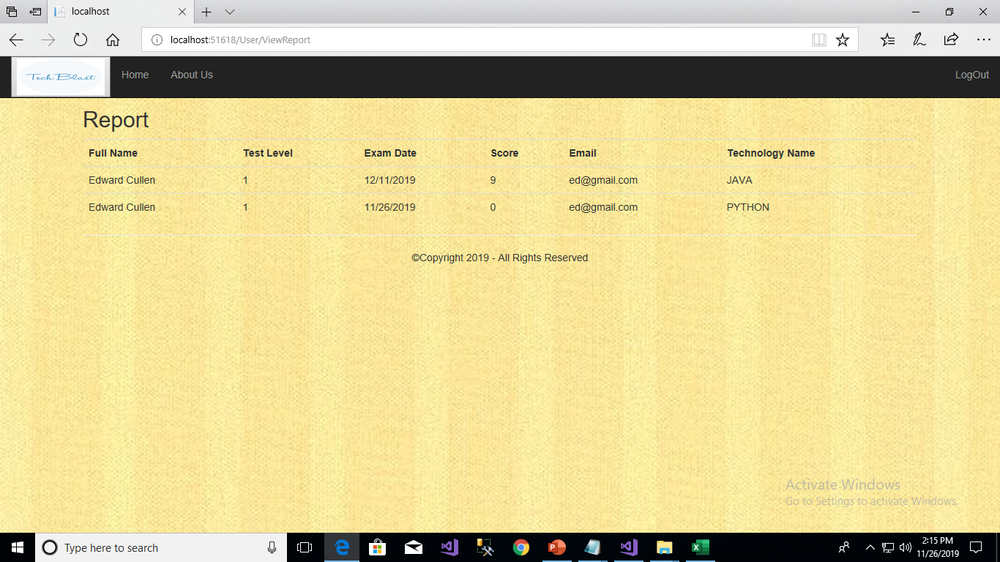 localhost
localhost:51618/User/ViewReport
Tech Blast Home About Us LogOut
Report
Full Name Test Level Exam Date Score Email Technology Name
Edward Cullen 1 12/11/2019 9 ed@gmail.com JAVA
Edward Cullen 1 11/26/2019 0 ed@gmail.com PYTHON
©Copyright 2019 - All Rights Reserved
Activate Windows
Go to Settings to activate Windows.
Type here to search
2:15 PM
11/26/2019